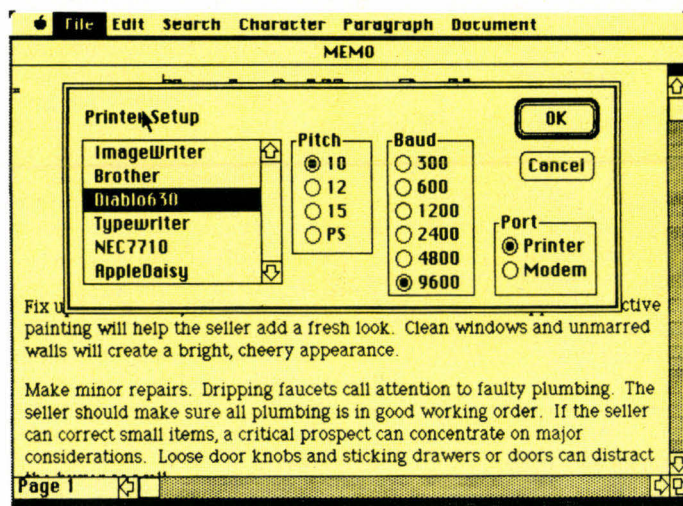 File Edit Search Character Paragraph Document
MEMO
Printer Setup
ImageWriter
Brother
Diablo630
Typewriter
NEC7710
AppleDaisy
Pitch
10
12
15
PS
Baud
300
600
1200
2400
4800
9600
OK
Cancel
Port
Printer
Modem
Fix
painting will help the seller add a fresh look. Clean windows and unmarred
walls will create a bright, cheery appearance.
Make minor repairs. Dripping faucets call attention to faulty plumbing. The
seller should make sure all plumbing is in good working order. If the seller
can correct small items, a critical prospect can concentrate on major
considerations. Loose door knobs and sticking drawers or doors can distract
Page 1